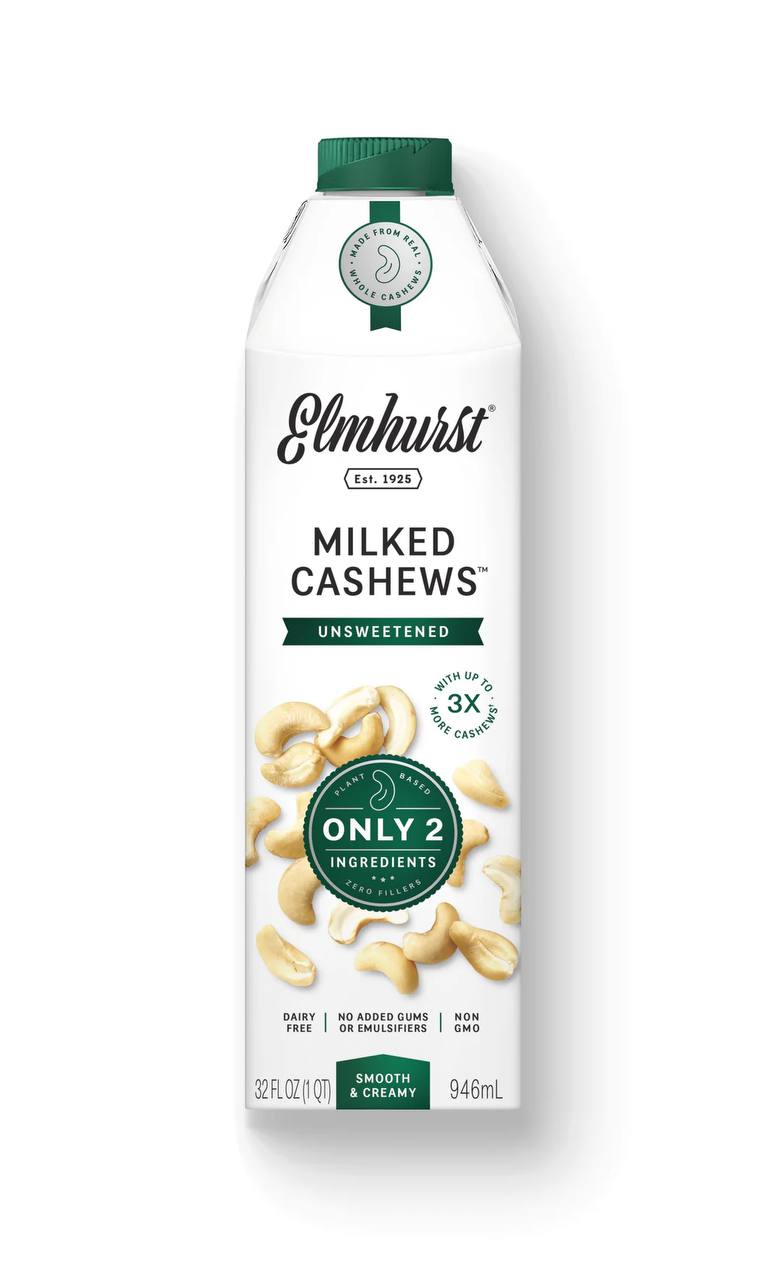 · MADE FROM REAL ·
WHOLE CASHEWS
Elmhurst®
Est. 1925
MILKED
CASHEWS™
UNSWEETENED
· WITH UP TO ·
3X
MORE CASHEWS†
PLANT BASED
ONLY 2
INGREDIENTS
ZERO FILLERS
DAIRY
FREE
NO ADDED GUMS
OR EMULSIFIERS
NON
GMO
SMOOTH
& CREAMY
32 FL OZ (1 QT)
946mL